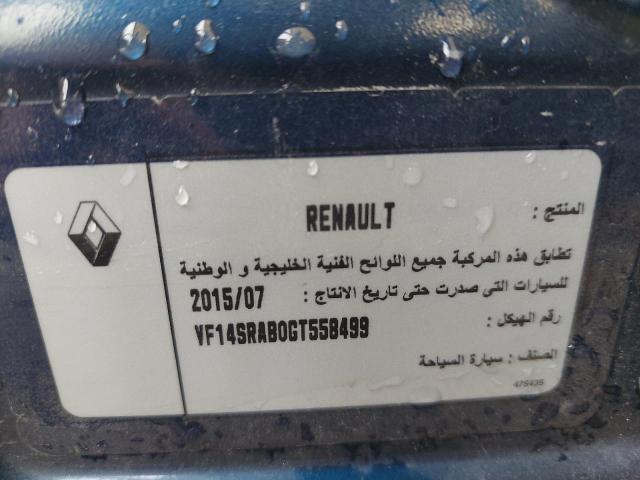 المنتج : RENAULT
تطابق هذه المركبة جميع اللوائح الفنية الخليجية و الوطنية
للسيارات التى صدرت حتى تاريخ الانتاج : 2015/07
رقم الهيكل : VF14SRAB0GT558499
الصنف : سيارة السياحة
475435